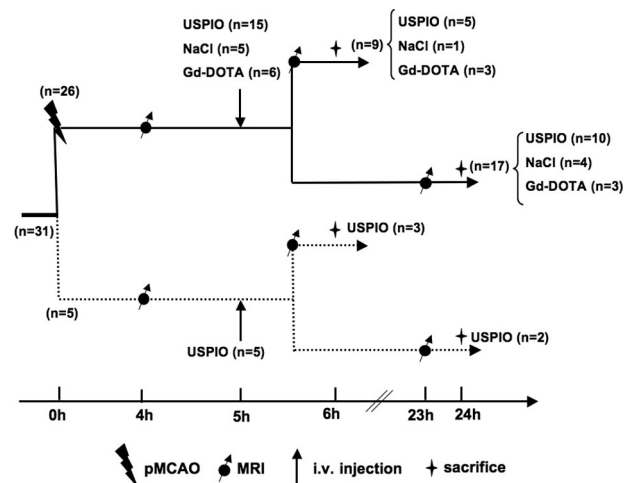 USPIO (n=15)
NaCl (n=5)
Gd-DOTA (n=6)
(n=9)
USPIO (n=5)
NaCl (n=1)
Gd-DOTA (n=3)
(n=26)
(n=17)
USPIO (n=10)
NaCl (n=4)
Gd-DOTA (n=3)
(n=31)
USPIO (n=3)
(n=5)
USPIO (n=5)
USPIO (n=2)
0h 4h 5h 6h 23h 24h
pMCAO MRI i.v. injection sacrifice